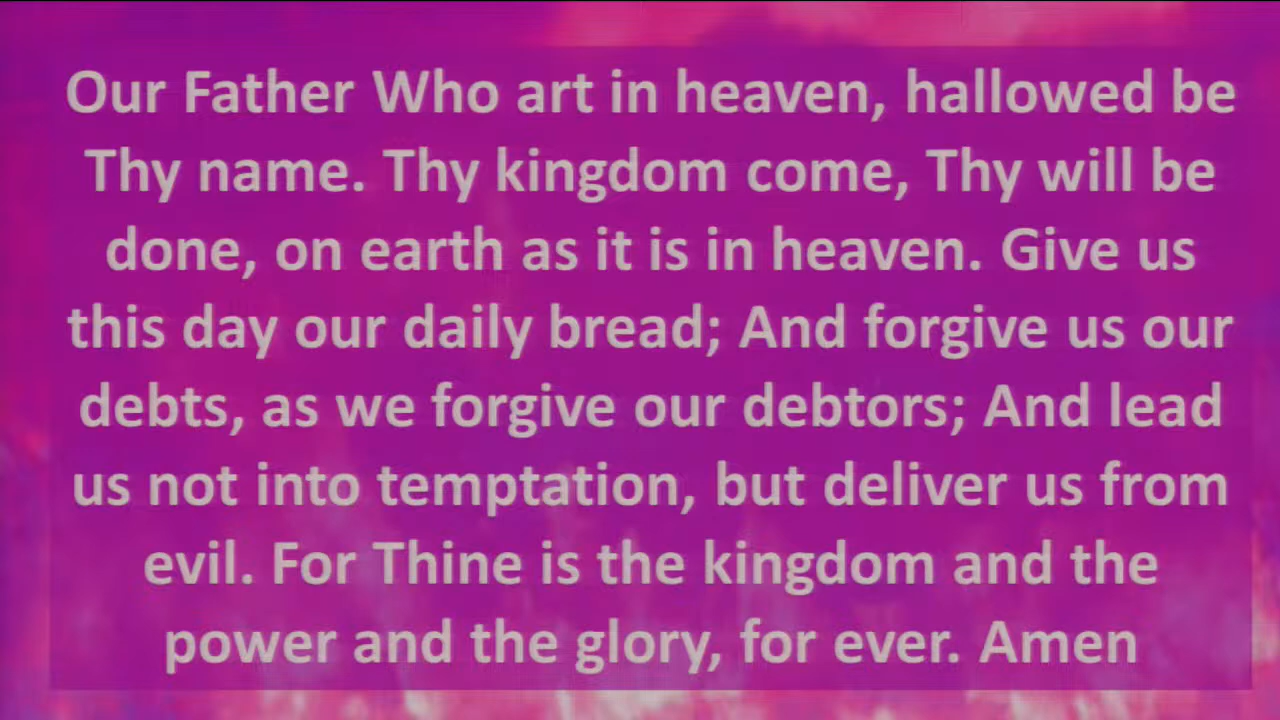 Our Father Who art in heaven, hallowed be
Thy name. Thy kingdom come, Thy will be
done, on earth as it is in heaven. Give us
this day our daily bread; And forgive us our
debts, as we forgive our debtors; And lead
us not into temptation, but deliver us from
evil. For Thine is the kingdom and the
power and the glory, for ever. Amen